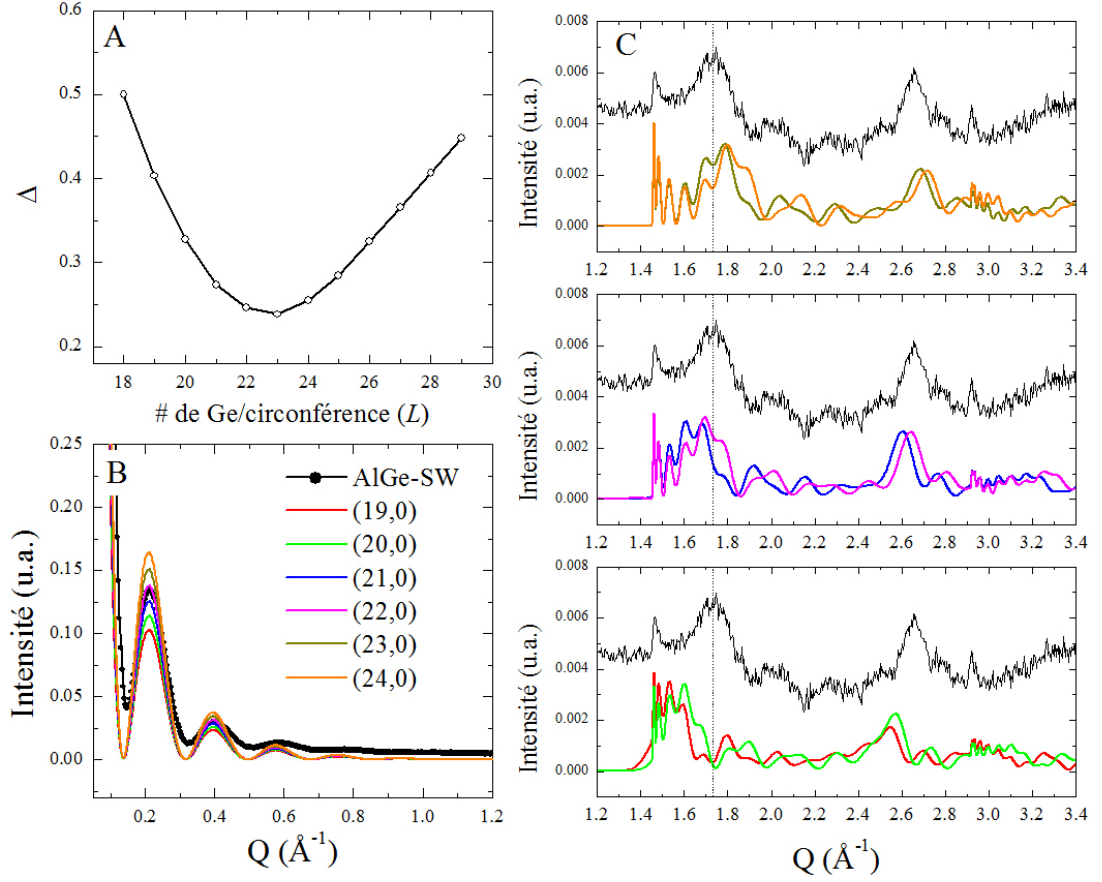 A
0.6
0.5
0.4
0.3
0.2
Δ
18 20 22 24 26 28 30
# de Ge/circonférence (L)
B
0.25
0.20
0.15
0.10
0.05
0.00
Intensité (u.a.)
AlGe-SW
(19,0)
(20,0)
(21,0)
(22,0)
(23,0)
(24,0)
0.2 0.4 0.6 0.8 1.0 1.2
Q (Å-1)
C
0.008
0.006
0.004
0.002
0.000
Intensité (u.a.)
1.2 1.4 1.6 1.8 2.0 2.2 2.4 2.6 2.8 3.0 3.2 3.4
0.008
0.006
0.004
0.002
0.000
Intensité (u.a.)
1.2 1.4 1.6 1.8 2.0 2.2 2.4 2.6 2.8 3.0 3.2 3.4
0.008
0.006
0.004
0.002
0.000
Intensité (u.a.)
1.2 1.4 1.6 1.8 2.0 2.2 2.4 2.6 2.8 3.0 3.2 3.4
Q (Å-1)